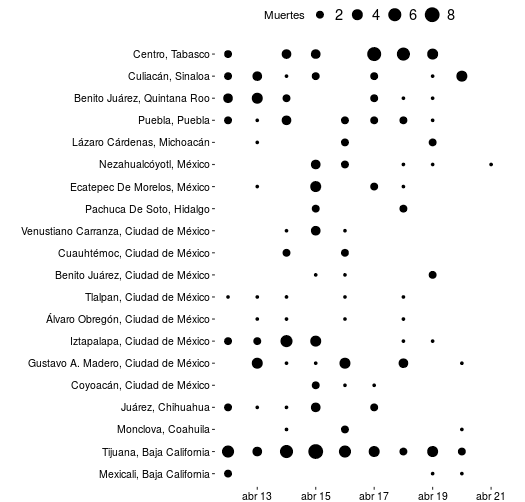 Muertes 2 4 6 8
Centro, Tabasco
Culiacán, Sinaloa
Benito Juárez, Quintana Roo
Puebla, Puebla
Lázaro Cárdenas, Michoacán
Nezahualcóyotl, México
Ecatepec De Morelos, México
Pachuca De Soto, Hidalgo
Venustiano Carranza, Ciudad de México
Cuauhtémoc, Ciudad de México
Benito Juárez, Ciudad de México
Tlalpan, Ciudad de México
Álvaro Obregón, Ciudad de México
Iztapalapa, Ciudad de México
Gustavo A. Madero, Ciudad de México
Coyoacán, Ciudad de México
Juárez, Chihuahua
Monclova, Coahuila
Tijuana, Baja California
Mexicali, Baja California
abr 13 abr 15 abr 17 abr 19 abr 21